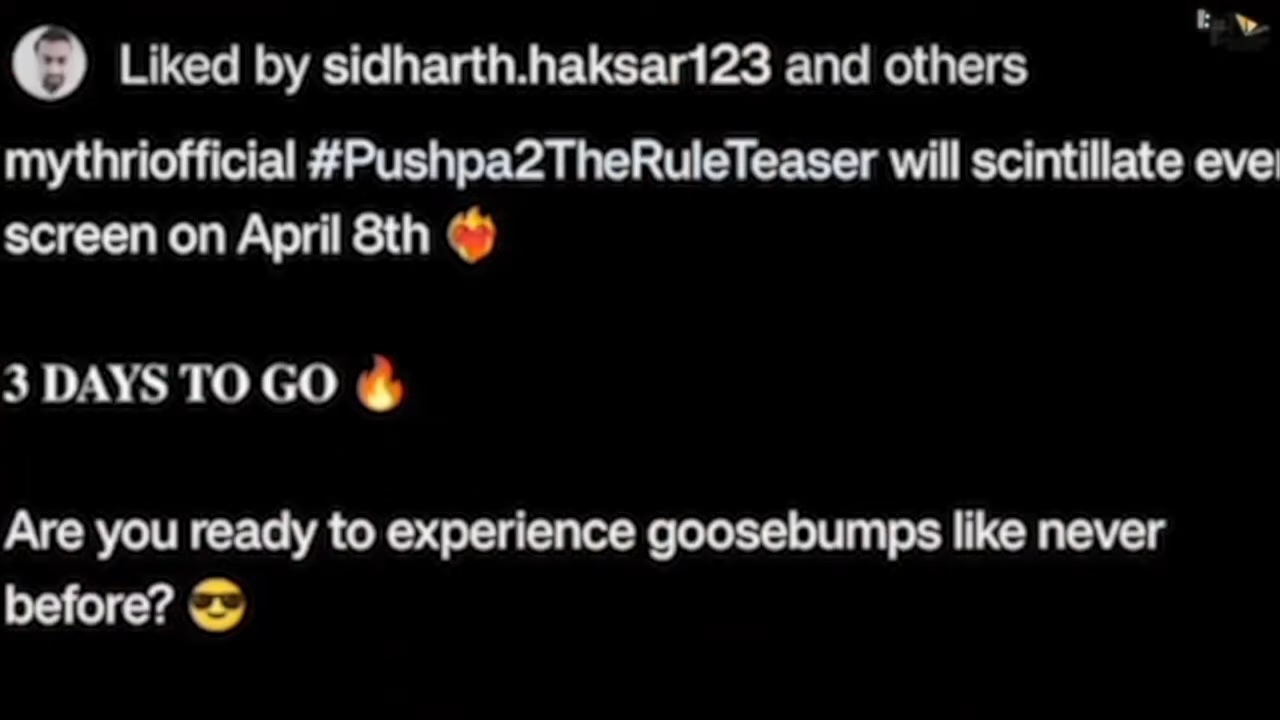 Liked by sidharth.haksar123 and others
mythriofficial #Pushpa2TheRuleTeaser will scintillate ever
screen on April 8th ❤️‍🔥
3 DAYS TO GO 🔥
Are you ready to experience goosebumps like never
before? 😎